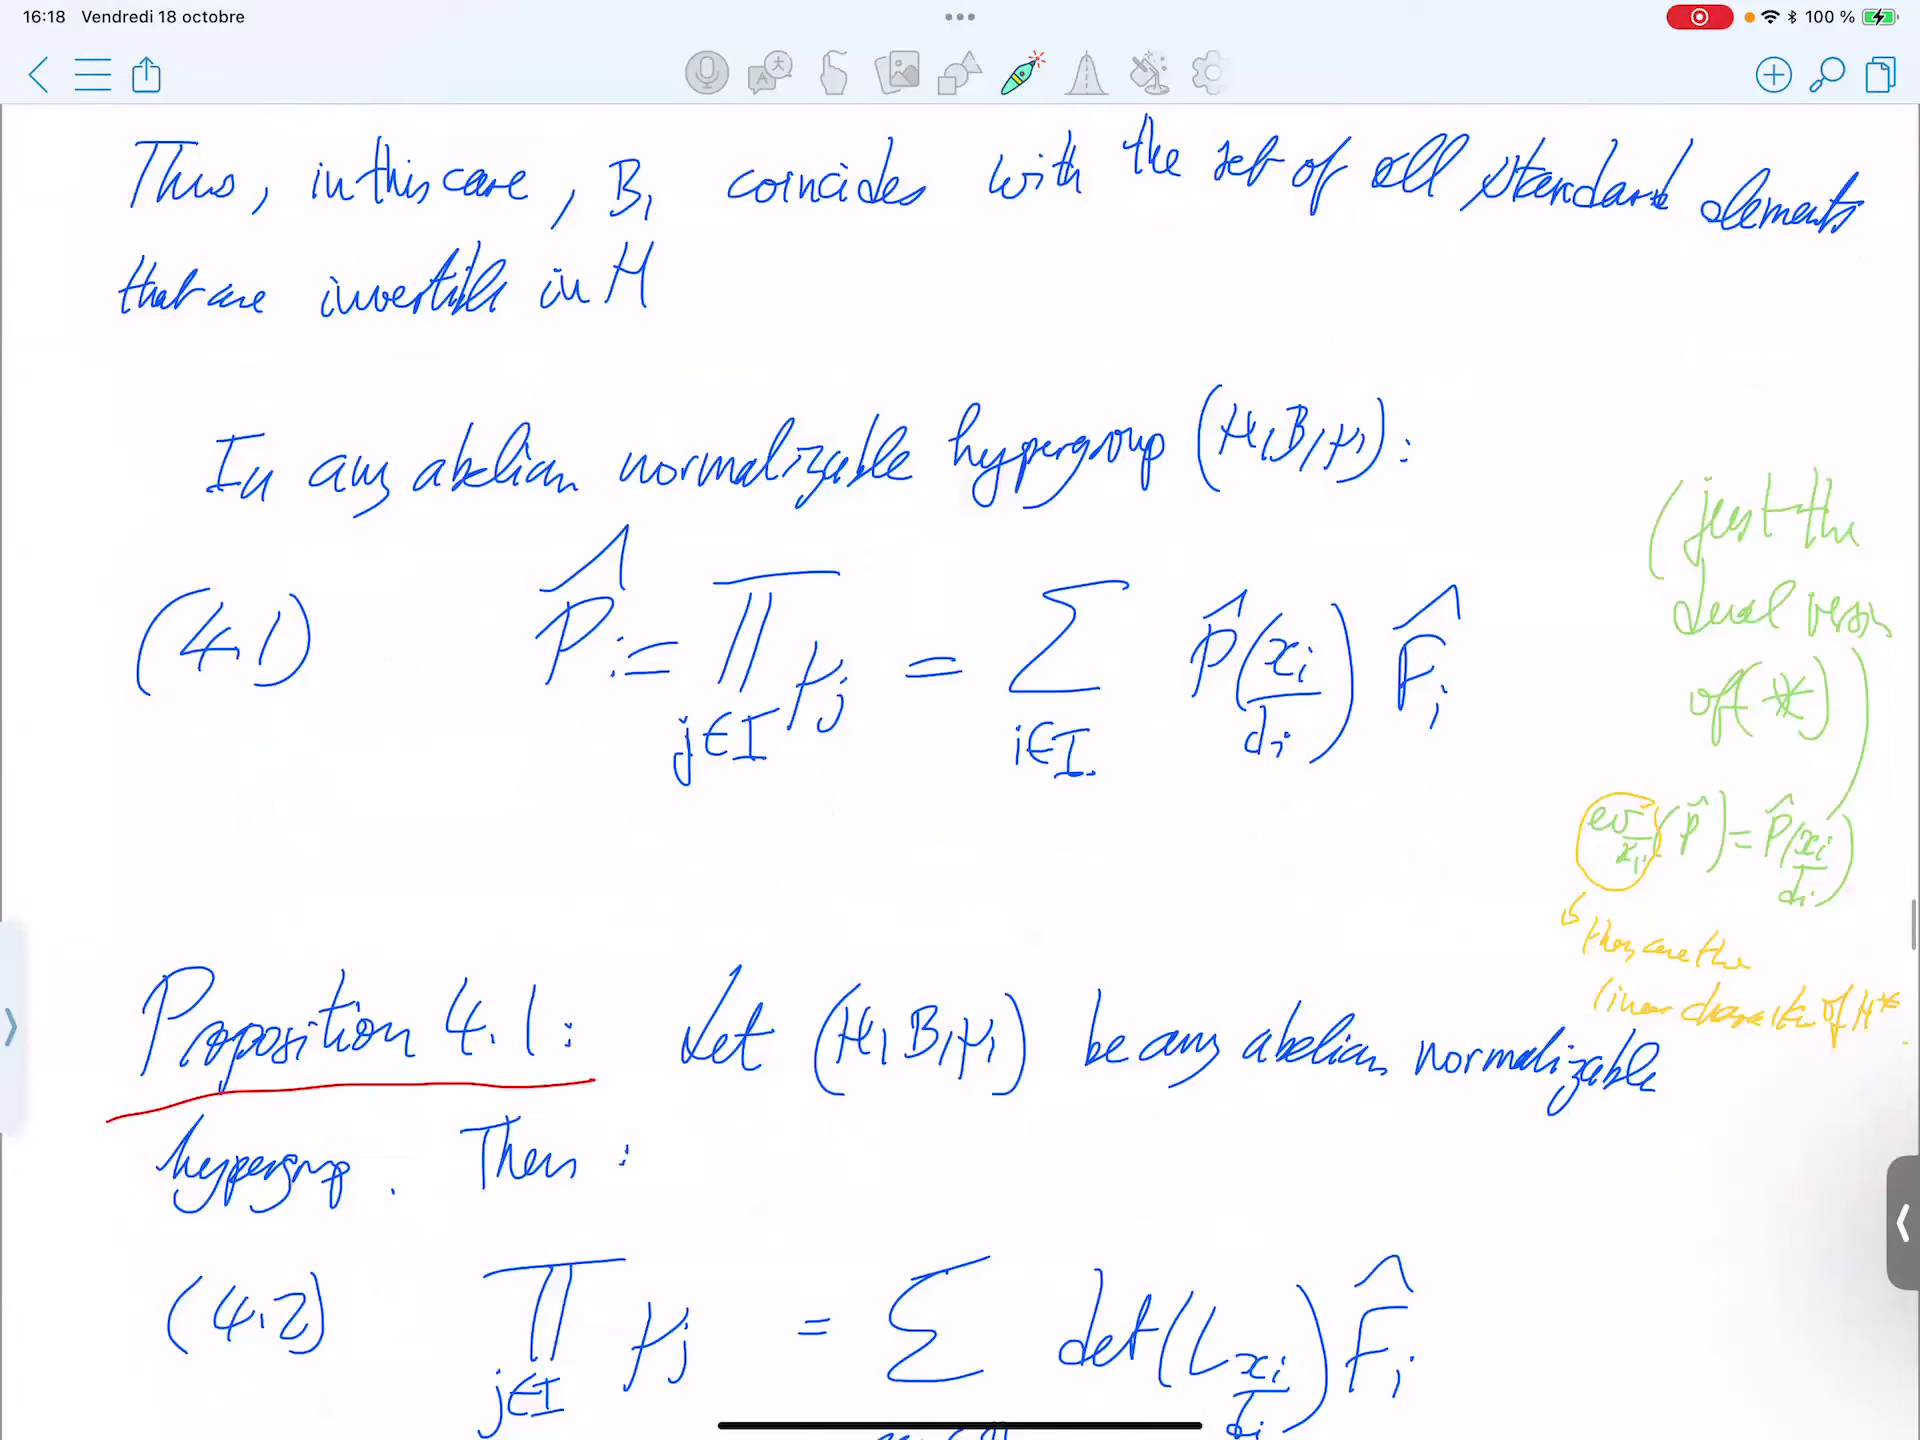 16:18 Vendredi 18 octobre 100 %
Thus, in this case, B₁ coincides with the set of all standard elements
that are invertible in H
In any abelian normalizable hypergroup (H, B, μ₁):
(4.1) P̂ := ∏_{j∈I} μ_j = ∑_{i∈I} P̂(x_i/d_i) F̂_i
(just the
dual version
of (*))
ev_{x_i}(P̂) = P̂(x_i/d_i)
↳ they are the
linear characters of H*.
Proposition 4.1: Let (H, B, μ₁) be any abelian normalizable
hypergroup. Then:
(4.2) ∏_{j∈I} μ_j = ∑ det(L_{x_i/d_i}) F̂_i